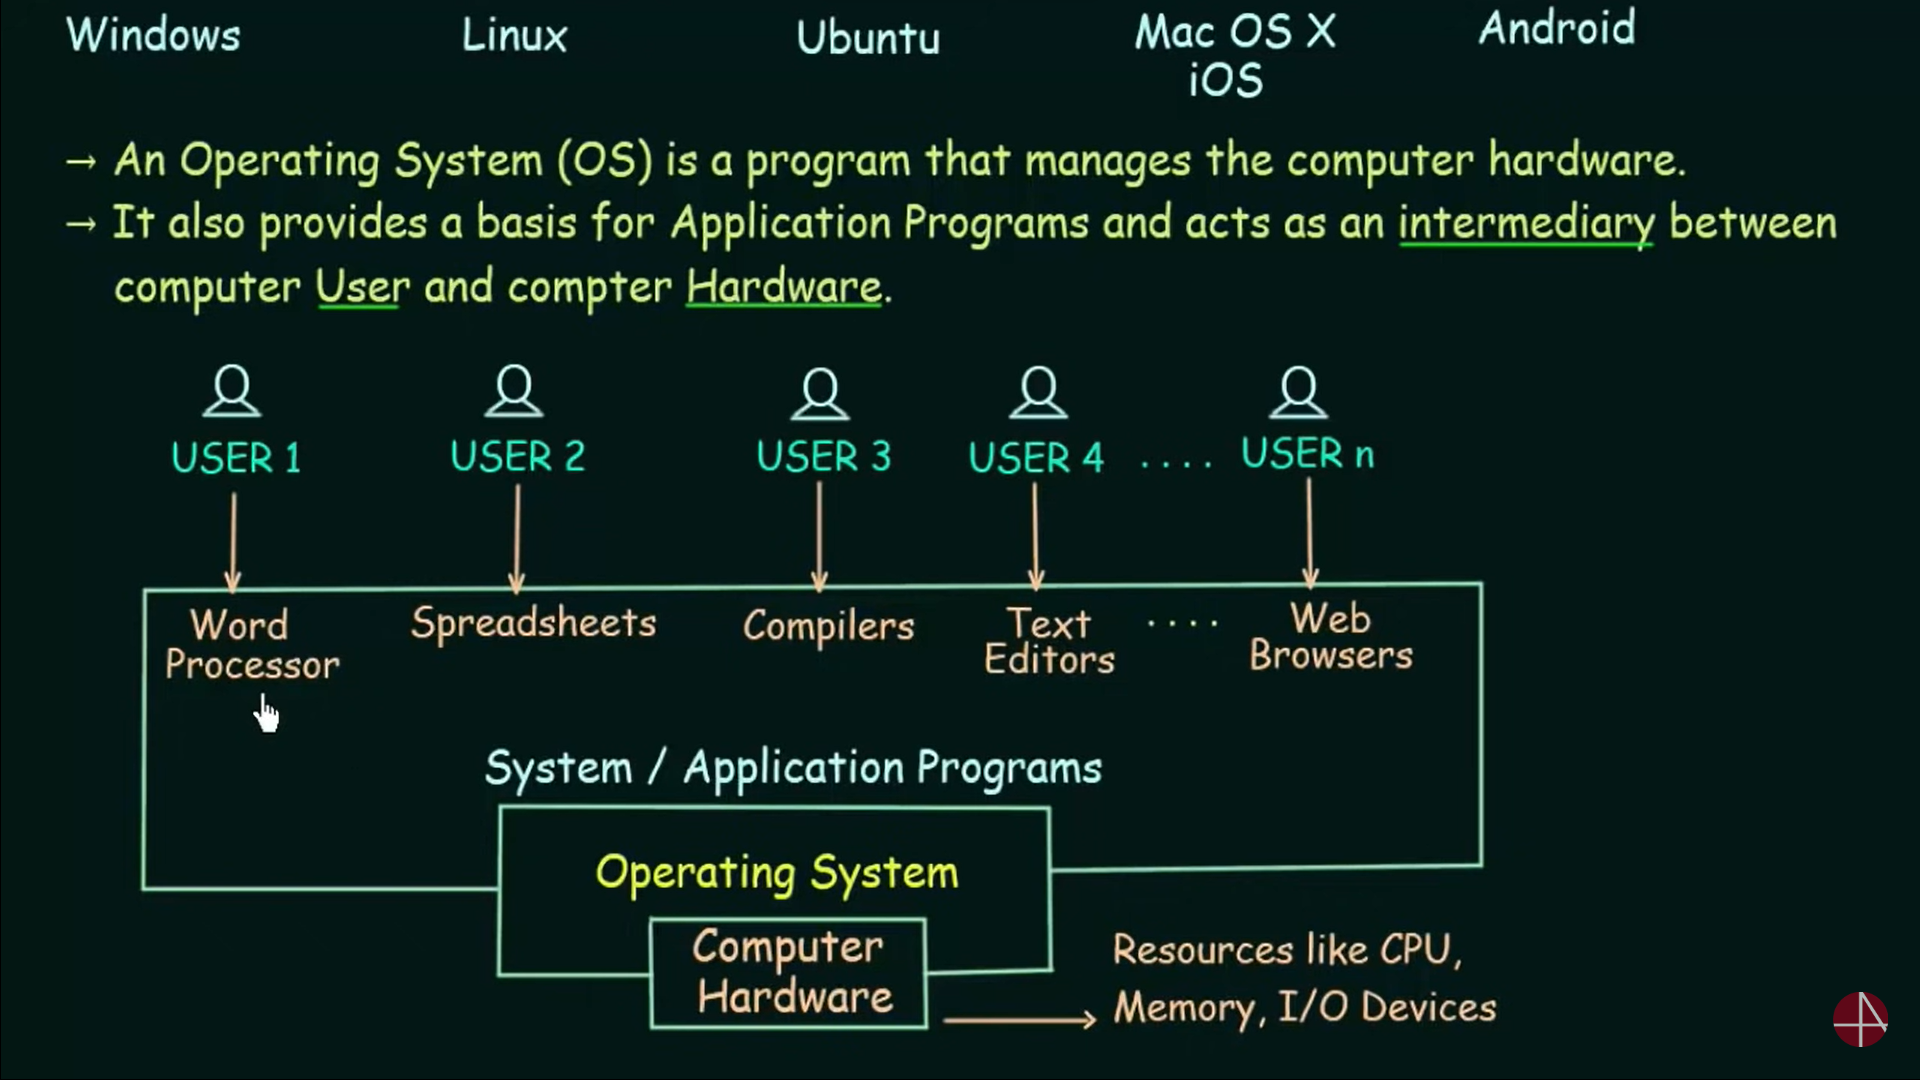 Windows Linux Ubuntu Mac OS X Android
iOS
→ An Operating System (OS) is a program that manages the computer hardware.
→ It also provides a basis for Application Programs and acts as an intermediary between
computer User and compter Hardware.
USER 1 USER 2 USER 3 USER 4 .... USER n
Word Spreadsheets Compilers Text .... Web
Processor Editors Browsers
System / Application Programs
Operating System
Computer
Hardware
Resources like CPU,
Memory, I/O Devices